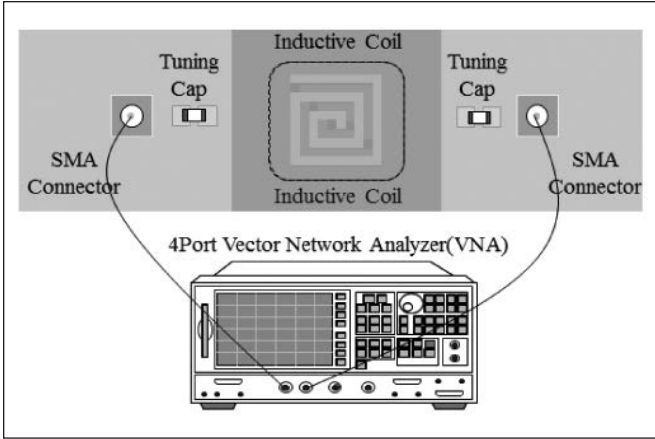 Inductive Coil
Tuning
Cap
Tuning
Cap
SMA
Connector
SMA
Connector
Inductive Coil
4Port Vector Network Analyzer(VNA)